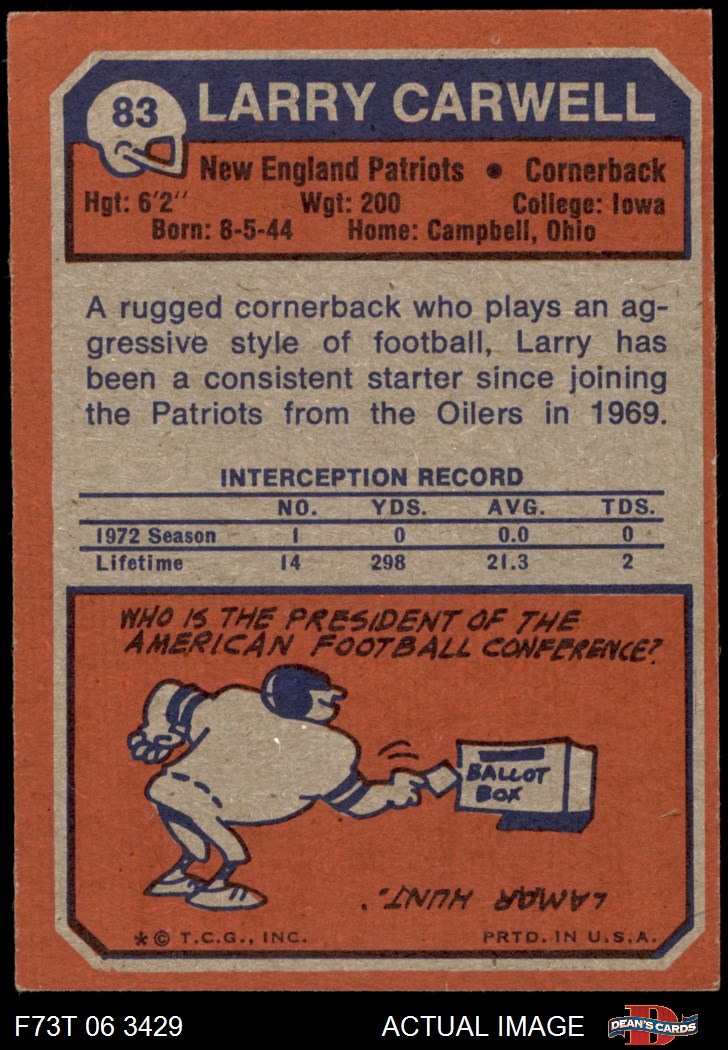 83
LARRY CARWELL
New England Patriots • Cornerback
Hgt: 6'2" Wgt: 200 College: Iowa
Born: 8-5-44 Home: Campbell, Ohio
A rugged cornerback who plays an ag-
gressive style of football, Larry has
been a consistent starter since joining
the Patriots from the Oilers in 1969.
INTERCEPTION RECORD
NO. YDS. AVG. TDS.
1972 Season 1 0 0.0 0
Lifetime 14 298 21.3 2
WHO IS THE PRESIDENT OF THE
AMERICAN FOOTBALL CONFERENCE?
BALLOT
BOX
LAMAR HUNT.
*© T.C.G., INC. PRTD. IN U.S.A.
F73T 06 3429 ACTUAL IMAGE
DEAN'S CARDS